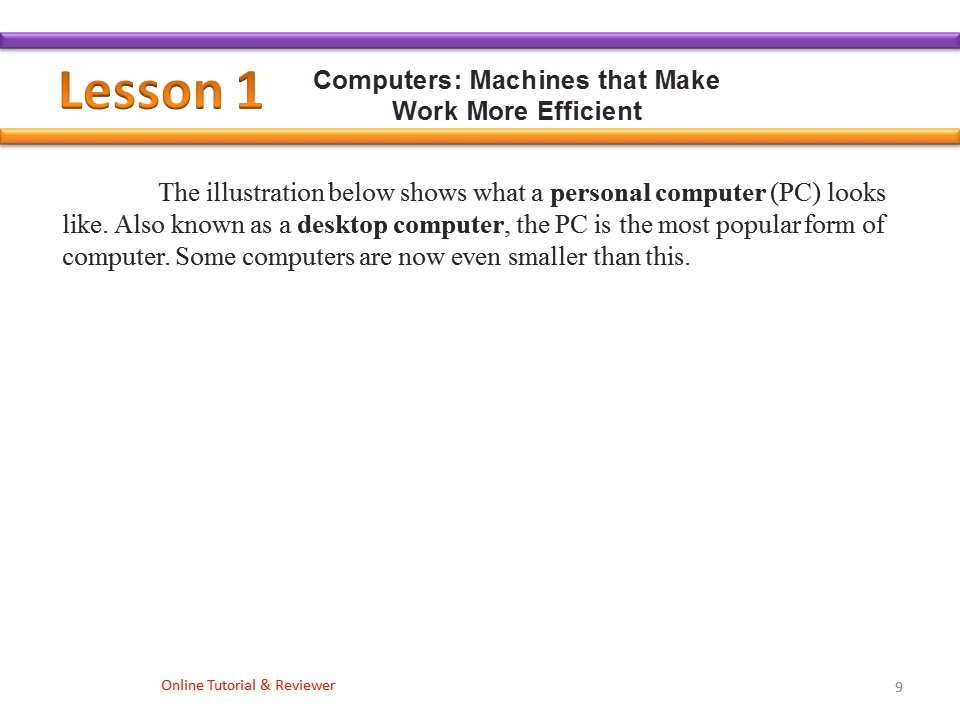 Lesson 1
Computers: Machines that Make
Work More Efficient
The illustration below shows what a personal computer (PC) looks
like. Also known as a desktop computer, the PC is the most popular form of
computer. Some computers are now even smaller than this.
Online Tutorial & Reviewer
9